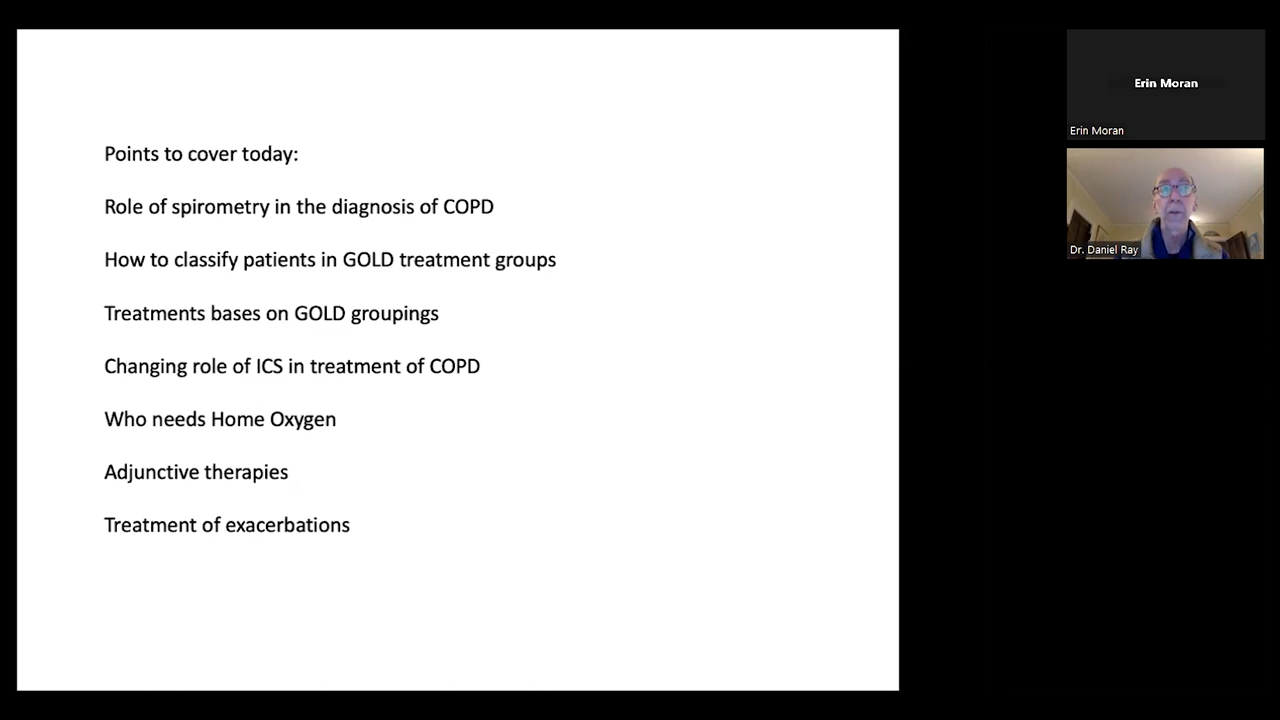 Points to cover today:
Role of spirometry in the diagnosis of COPD
How to classify patients in GOLD treatment groups
Treatments bases on GOLD groupings
Changing role of ICS in treatment of COPD
Who needs Home Oxygen
Adjunctive therapies
Treatment of exacerbations
Erin Moran
Erin Moran
Dr. Daniel Ray